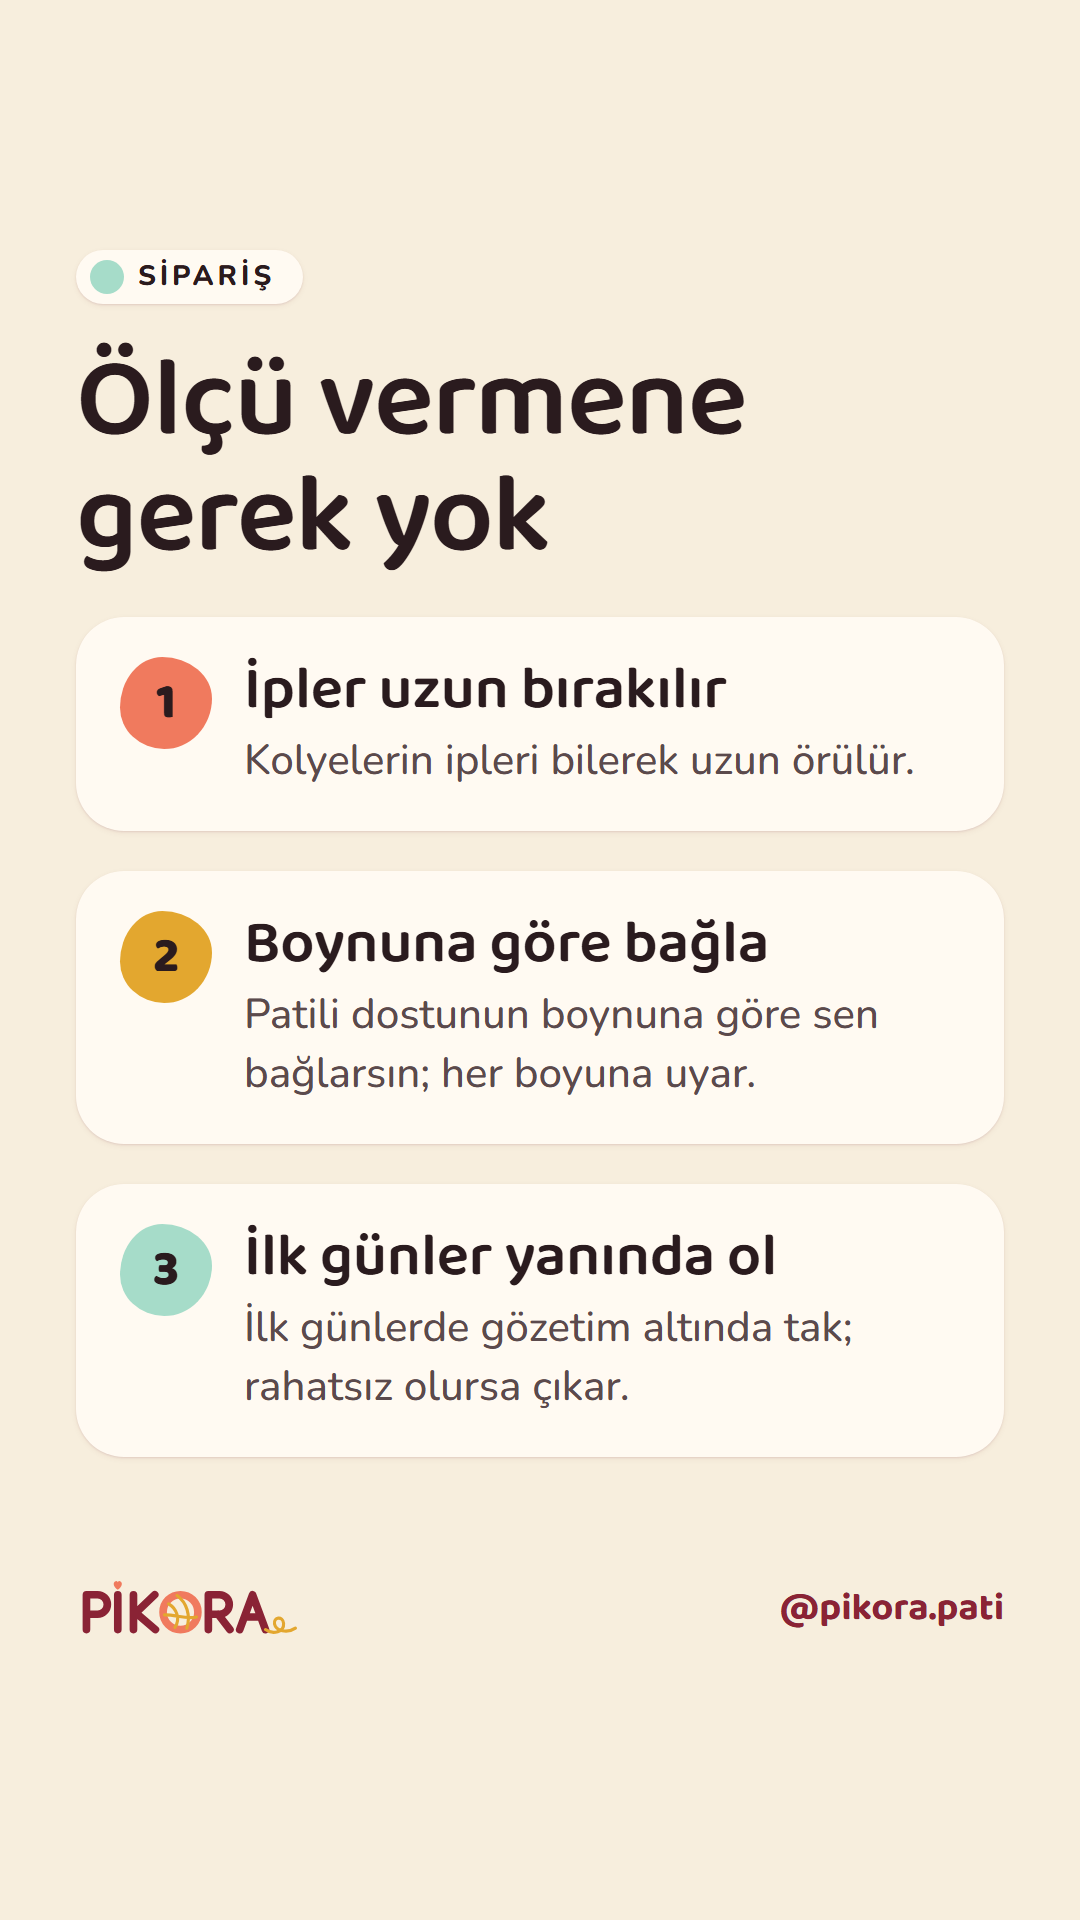 SİPARİŞ
Ölçü vermene
gerek yok
1
İpler uzun bırakılır
Kolyelerin ipleri bilerek uzun örülür.
2
Boynuna göre bağla
Patili dostunun boynuna göre sen
bağlarsın; her boyuna uyar.
3
İlk günler yanında ol
İlk günlerde gözetim altında tak;
rahatsız olursa çıkar.
PİKORA
@pikora.pati